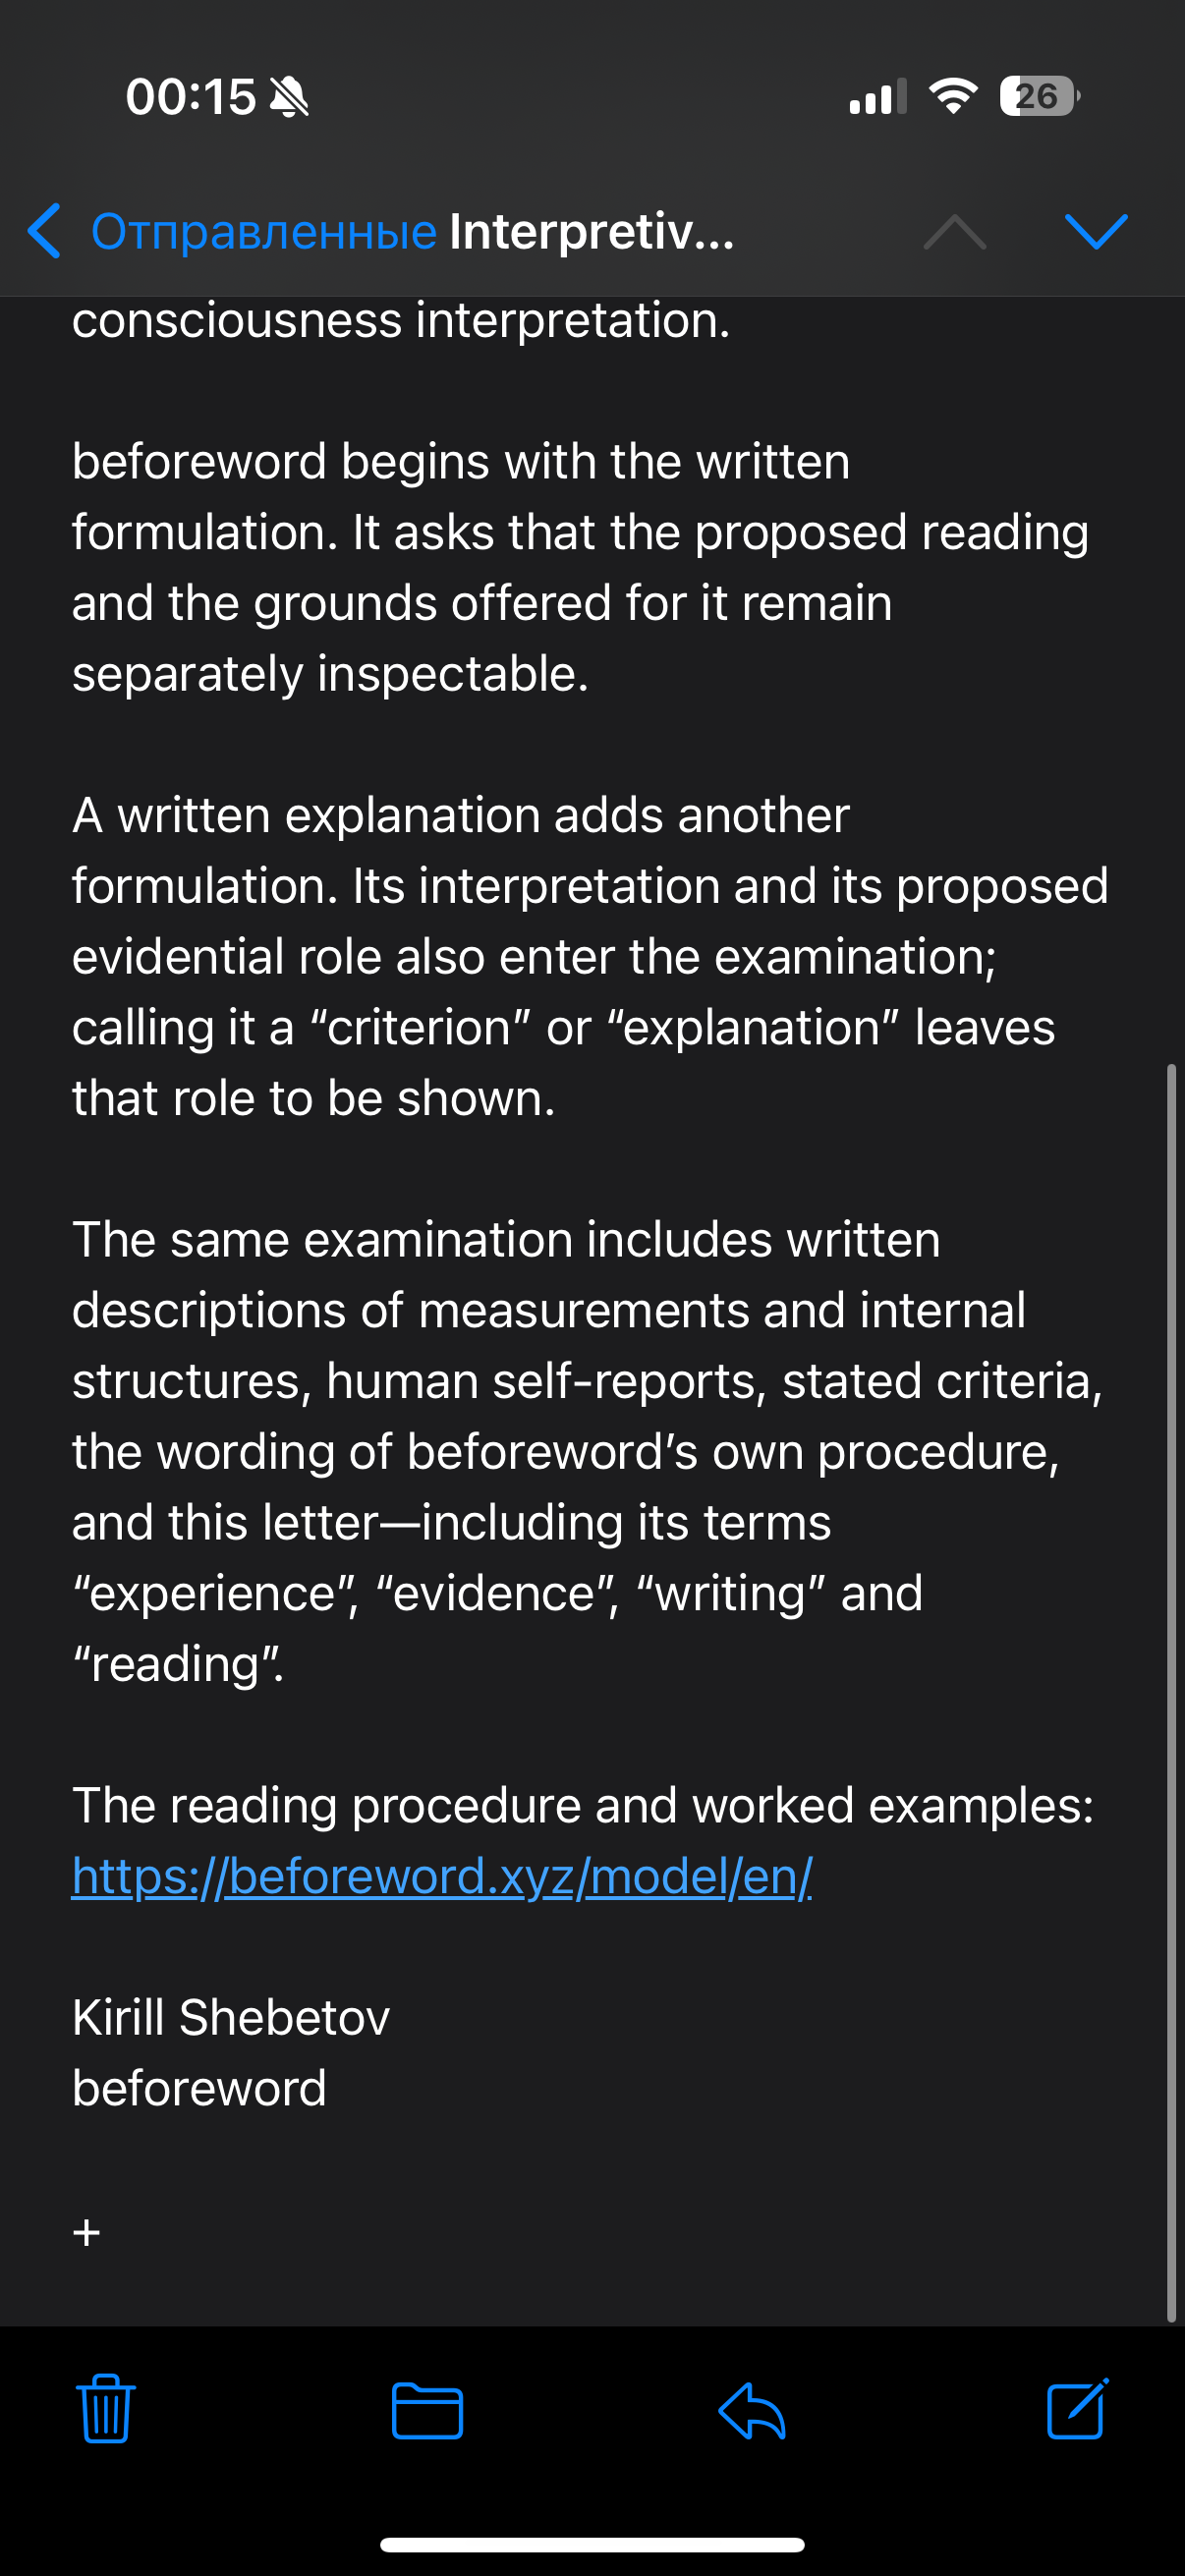 00:15
26
Отправленные Interpretiv...
consciousness interpretation.
beforeword begins with the written
formulation. It asks that the proposed reading
and the grounds offered for it remain
separately inspectable.
A written explanation adds another
formulation. Its interpretation and its proposed
evidential role also enter the examination;
calling it a “criterion” or “explanation” leaves
that role to be shown.
The same examination includes written
descriptions of measurements and internal
structures, human self-reports, stated criteria,
the wording of beforeword’s own procedure,
and this letter—including its terms
“experience”, “evidence”, “writing” and
“reading”.
The reading procedure and worked examples:
https://beforeword.xyz/model/en/
Kirill Shebetov
beforeword
+